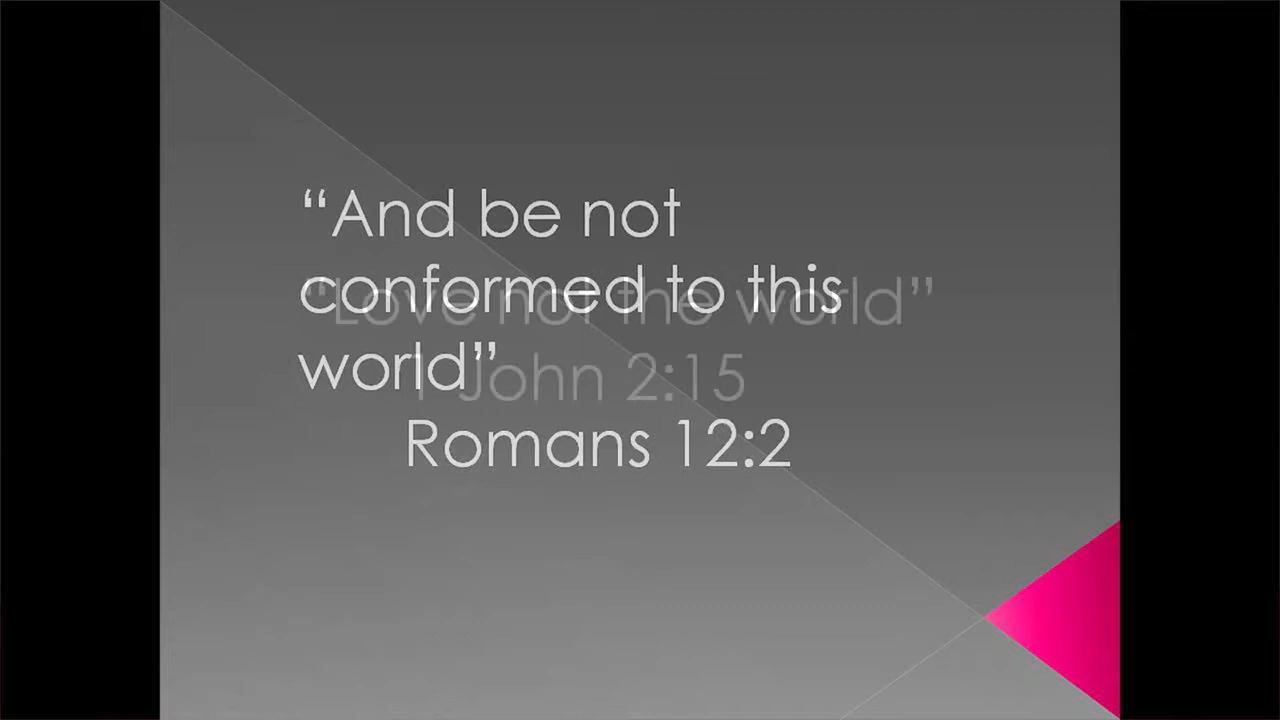 “And be not
conformed to this
world”
Romans 12:2
“Love not the world”
1 John 2:15